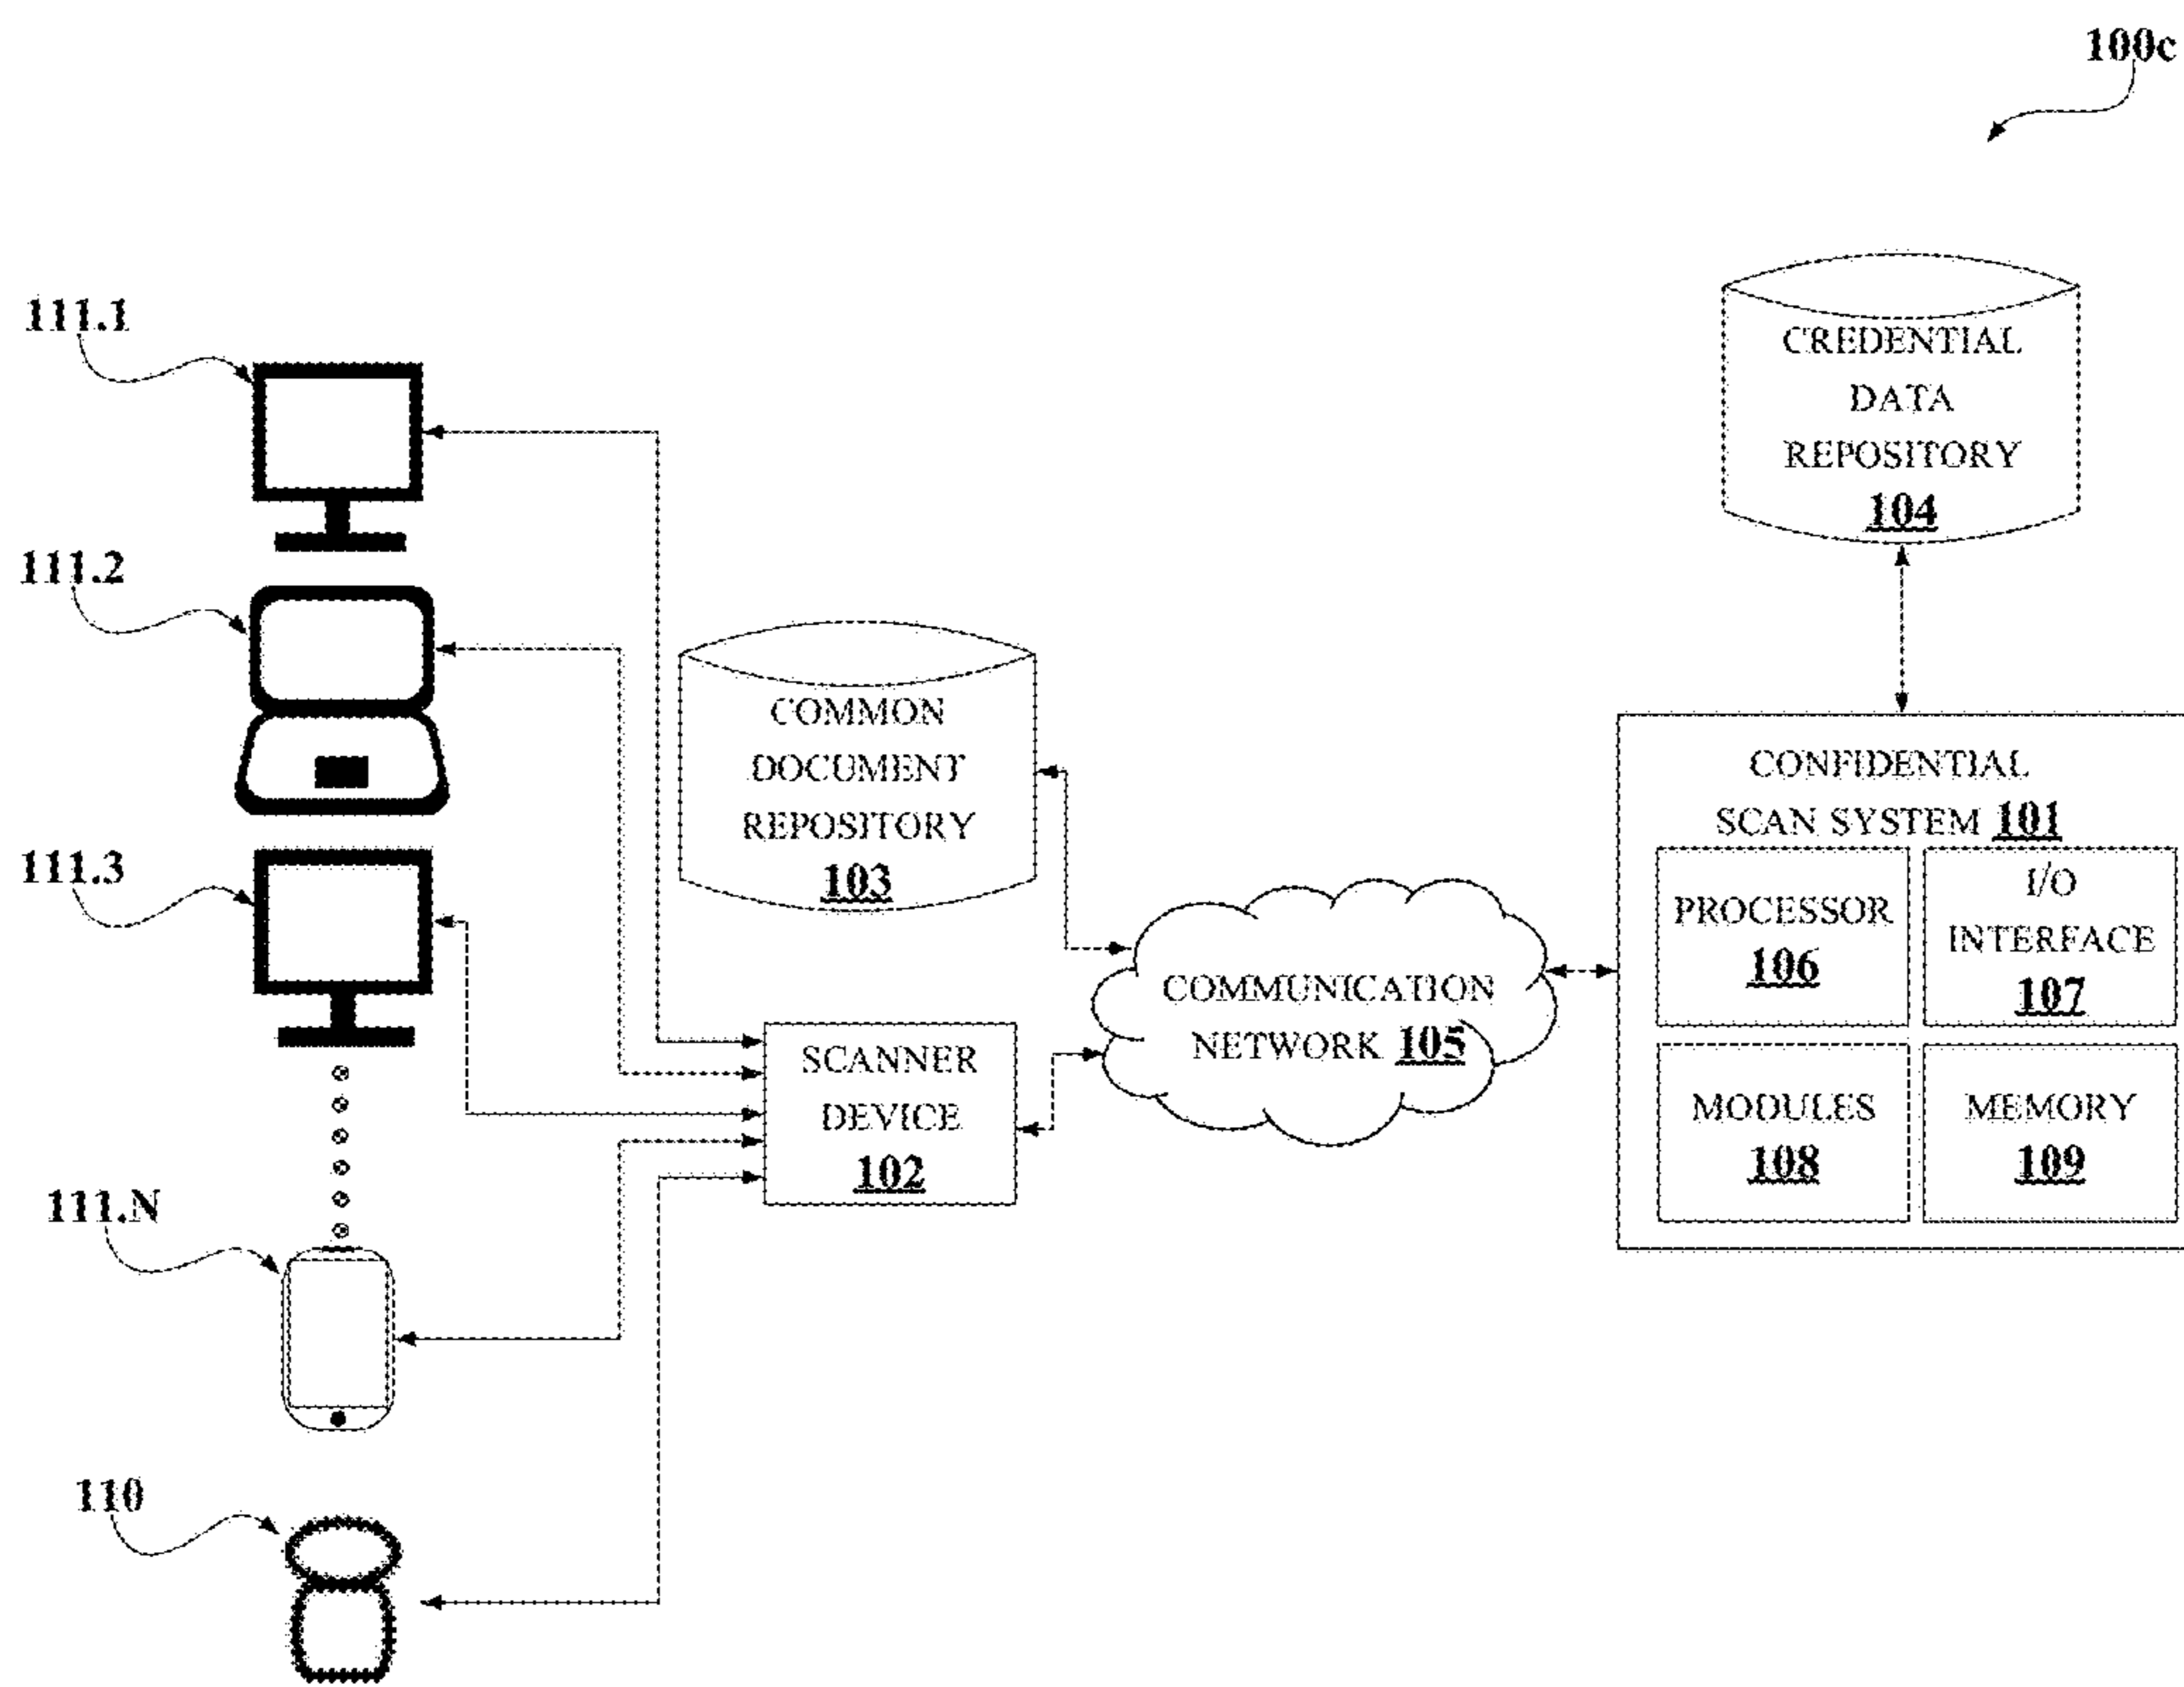 100c
111.1
CREDENTIAL
DATA
REPOSITORY
104
111.2
COMMON
DOCUMENT
REPOSITORY
103
CONFIDENTIAL
SCAN SYSTEM 101
111.3
PROCESSOR
106
I/O
INTERFACE
107
COMMUNICATION
NETWORK 105
SCANNER
DEVICE
102
MODULES
108
MEMORY
109
111.N
110